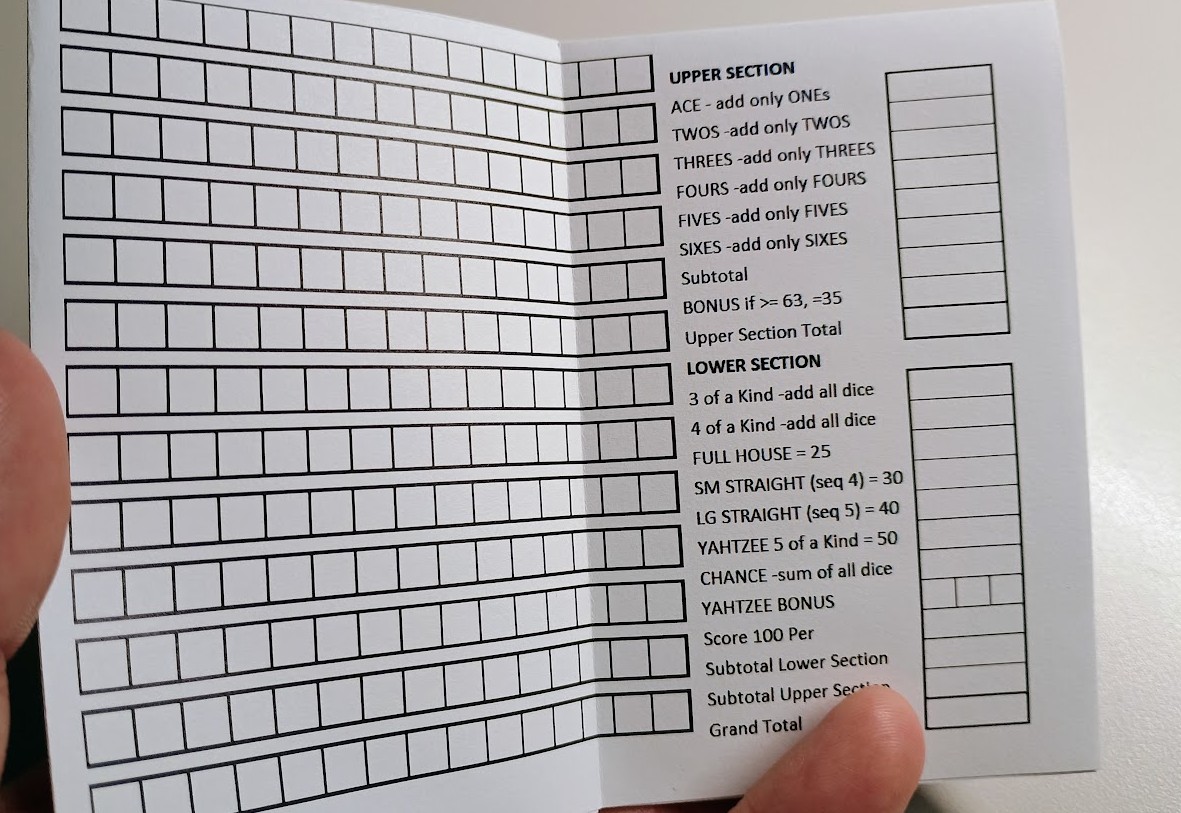 UPPER SECTION
ACE - add only ONEs
TWOS -add only TWOS
THREES -add only THREES
FOURS -add only FOURS
FIVES -add only FIVES
SIXES -add only SIXES
Subtotal
BONUS if >= 63, =35
Upper Section Total
LOWER SECTION
3 of a Kind -add all dice
4 of a Kind -add all dice
FULL HOUSE = 25
SM STRAIGHT (seq 4) = 30
LG STRAIGHT (seq 5) = 40
YAHTZEE 5 of a Kind = 50
CHANCE -sum of all dice
YAHTZEE BONUS
Score 100 Per
Subtotal Lower Section
Subtotal Upper Section
Grand Total